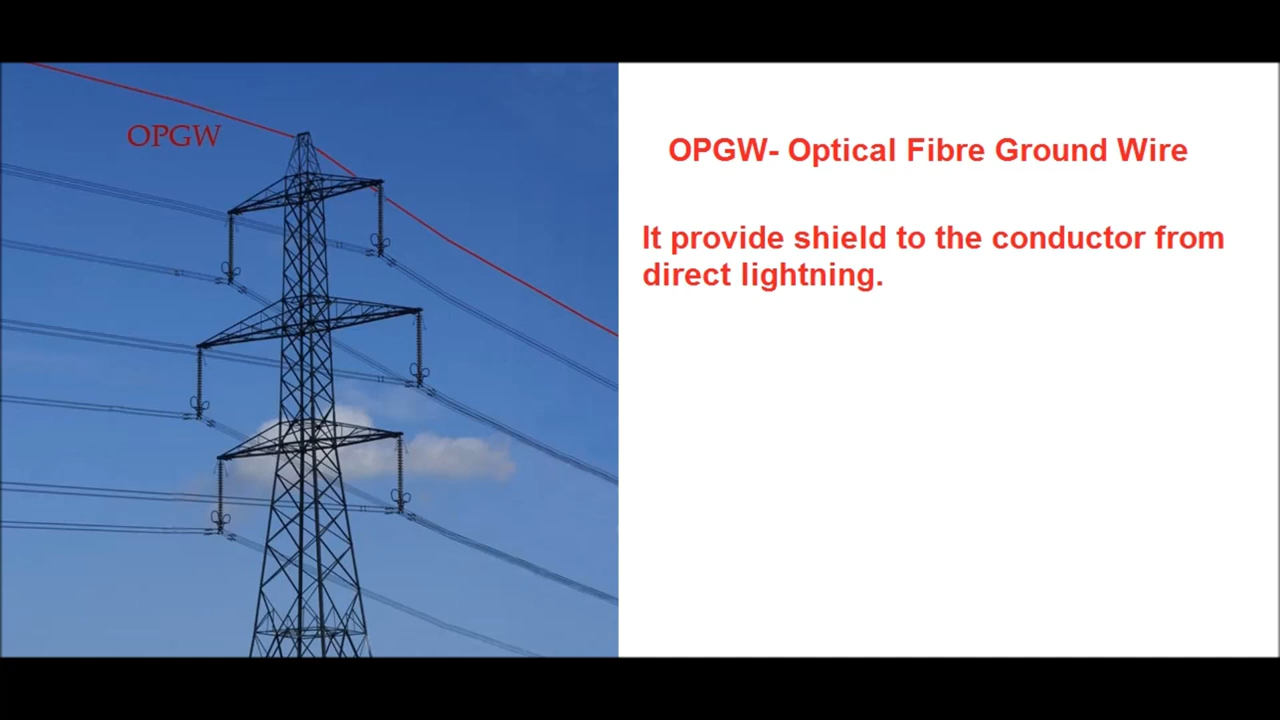 OPGW
OPGW- Optical Fibre Ground Wire
It provide shield to the conductor from
direct lightning.